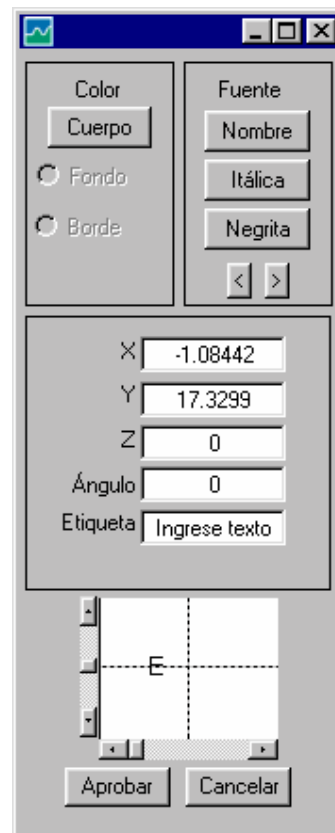 Color
Cuerpo
Fondo
Borde
Fuente
Nombre
Itálica
Negrita
< >
X -1.08442
Y 17.3299
Z 0
Ángulo 0
Etiqueta Ingrese texto
E
Aprobar Cancelar